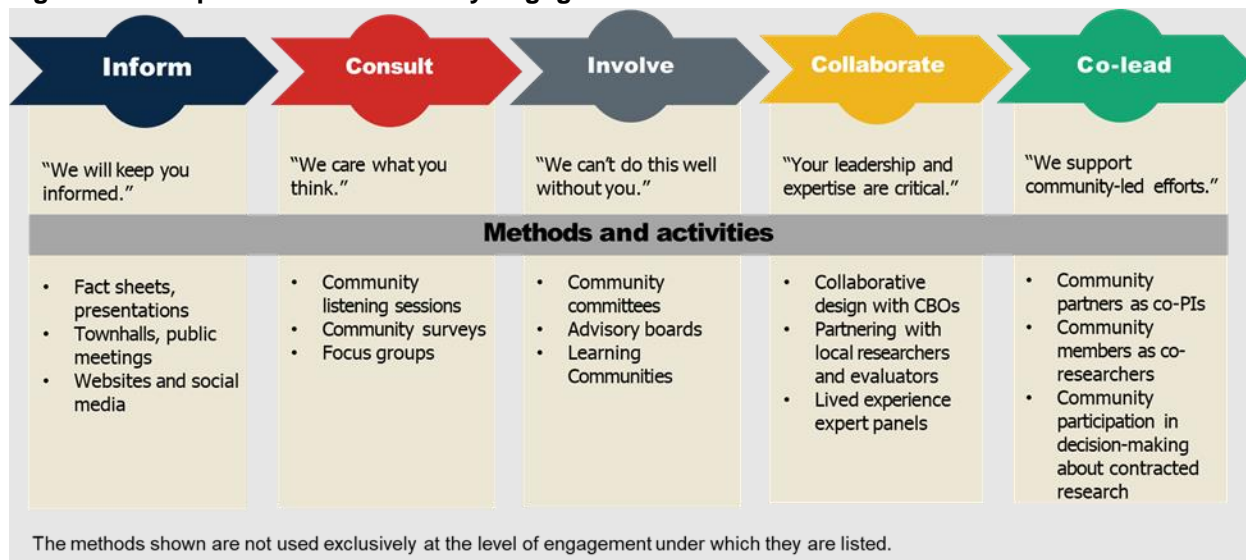 Inform
Consult
Involve
Collaborate
Co-lead
"We will keep you
informed."
"We care what you
think."
"We can't do this well
without you."
"Your leadership and
expertise are critical."
"We support
community-led efforts."
Methods and activities
• Fact sheets,
presentations
• Townhalls, public
meetings
• Websites and social
media
• Community
listening sessions
• Community surveys
• Focus groups
• Community
committees
• Advisory boards
• Learning
Communities
• Collaborative
design with CBOs
• Partnering with
local researchers
and evaluators
• Lived experience
expert panels
• Community
partners as co-PIs
• Community
members as co-
researchers
• Community
participation in
decision-making
about contracted
research
The methods shown are not used exclusively at the level of engagement under which they are listed.